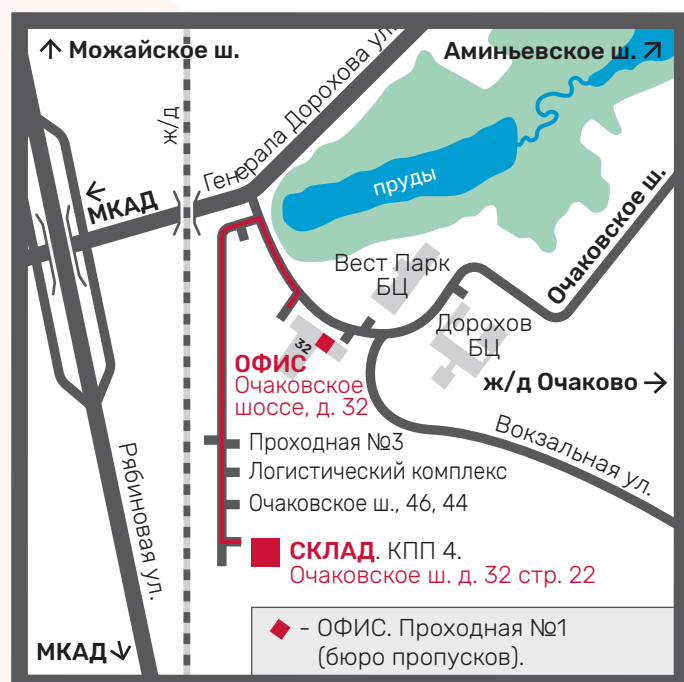 ↑ Можайское ш.
Аминьевское ш. ↗
ж/д
Генерала Дорохова ул.
← МКАД
пруды
Очаковское ш.
Вест Парк
БЦ
Дорохов
БЦ
32
ОФИС
Очаковское
шоссе, д. 32
ж/д Очаково →
Вокзальная ул.
Проходная №3
Логистический комплекс
Очаковское ш., 46, 44
Рябиновая ул.
СКЛАД. КПП 4.
Очаковское ш. д. 32 стр. 22
МКАД ↓
- ОФИС. Проходная №1
(бюро пропусков).